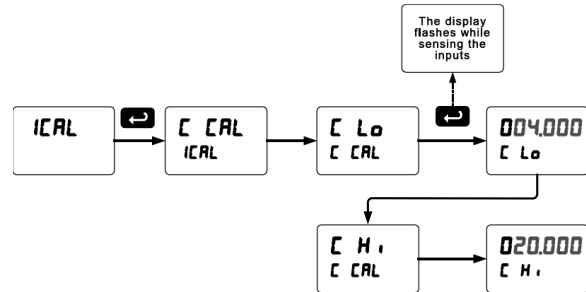 The display
flashes while
sensing the
inputs
ICAL
C CAL
ICAL
C Lo
C CAL
004.000
C Lo
C Hi
C CAL
020.000
C Hi